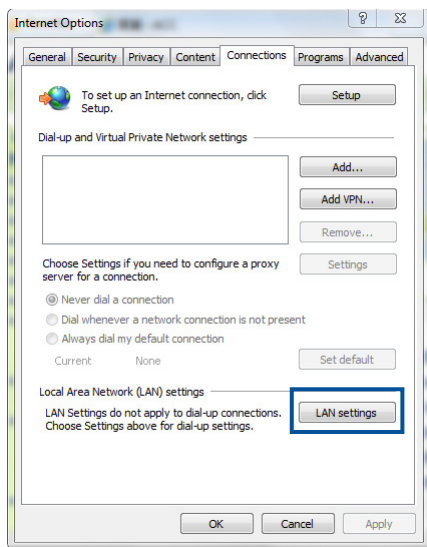 Internet Options
General Security Privacy Content Connections Programs Advanced
To set up an Internet connection, click
Setup.
Setup
Dial-up and Virtual Private Network settings
Add...
Add VPN...
Remove...
Choose Settings if you need to configure a proxy
server for a connection.
Settings
Never dial a connection
Dial whenever a network connection is not present
Always dial my default connection
Current None
Set default
Local Area Network (LAN) settings
LAN Settings do not apply to dial-up connections.
Choose Settings above for dial-up settings.
LAN settings
OK Cancel Apply